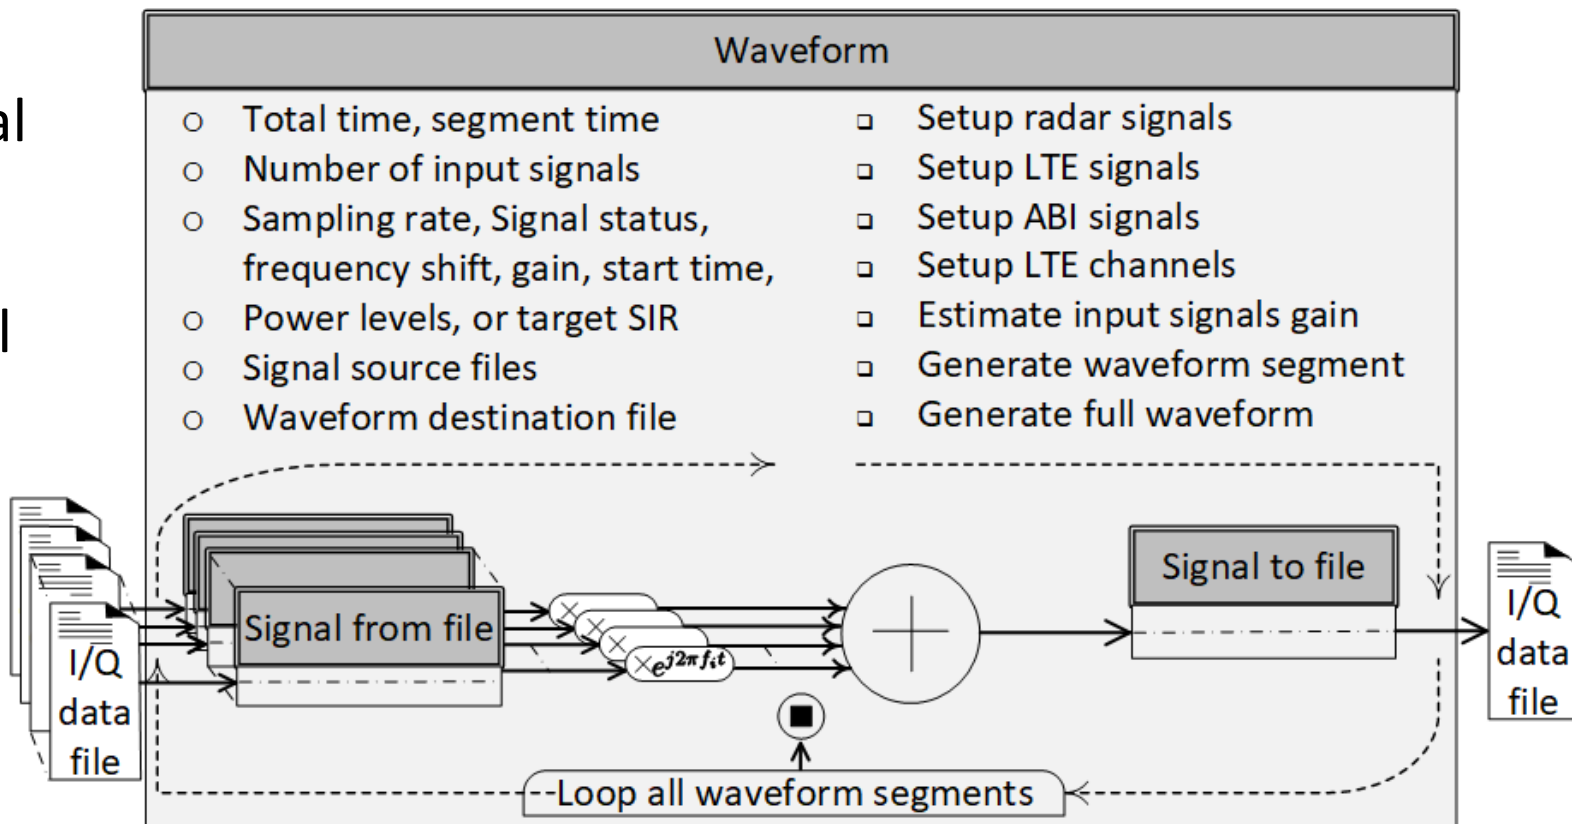 Waveform
al
l
○ Total time, segment time
○ Number of input signals
○ Sampling rate, Signal status,
frequency shift, gain, start time,
○ Power levels, or target SIR
○ Signal source files
○ Waveform destination file
❑ Setup radar signals
❑ Setup LTE signals
❑ Setup ABI signals
❑ Setup LTE channels
❑ Estimate input signals gain
❑ Generate waveform segment
❑ Generate full waveform
I/Q
data
file
Signal from file
×
×
×
×e^{j2πf_it}
+
Signal to file
I/Q
data
file
Loop all waveform segments